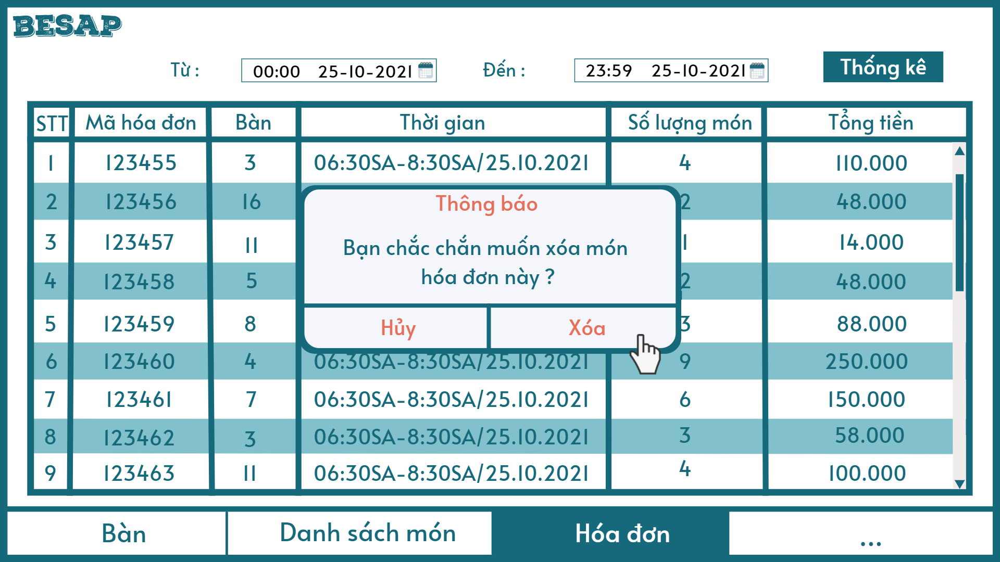 BESAP
Từ : 00:00 25-10-2021 Đến : 23:59 25-10-2021 Thống kê
STT Mã hóa đơn Bàn Thời gian Số lượng món Tổng tiền
1 123455 3 06:30SA-8:30SA/25.10.2021 4 110.000
2 123456 16 2 48.000
3 123457 11 1 14.000
4 123458 5 2 48.000
5 123459 8 3 88.000
6 123460 4 06:30SA-8:30SA/25.10.2021 9 250.000
7 123461 7 06:30SA-8:30SA/25.10.2021 6 150.000
8 123462 3 06:30SA-8:30SA/25.10.2021 3 58.000
9 123463 11 06:30SA-8:30SA/25.10.2021 4 100.000
Thông báo
Bạn chắc chắn muốn xóa món
hóa đơn này ?
Hủy Xóa
Bàn Danh sách món Hóa đơn ...